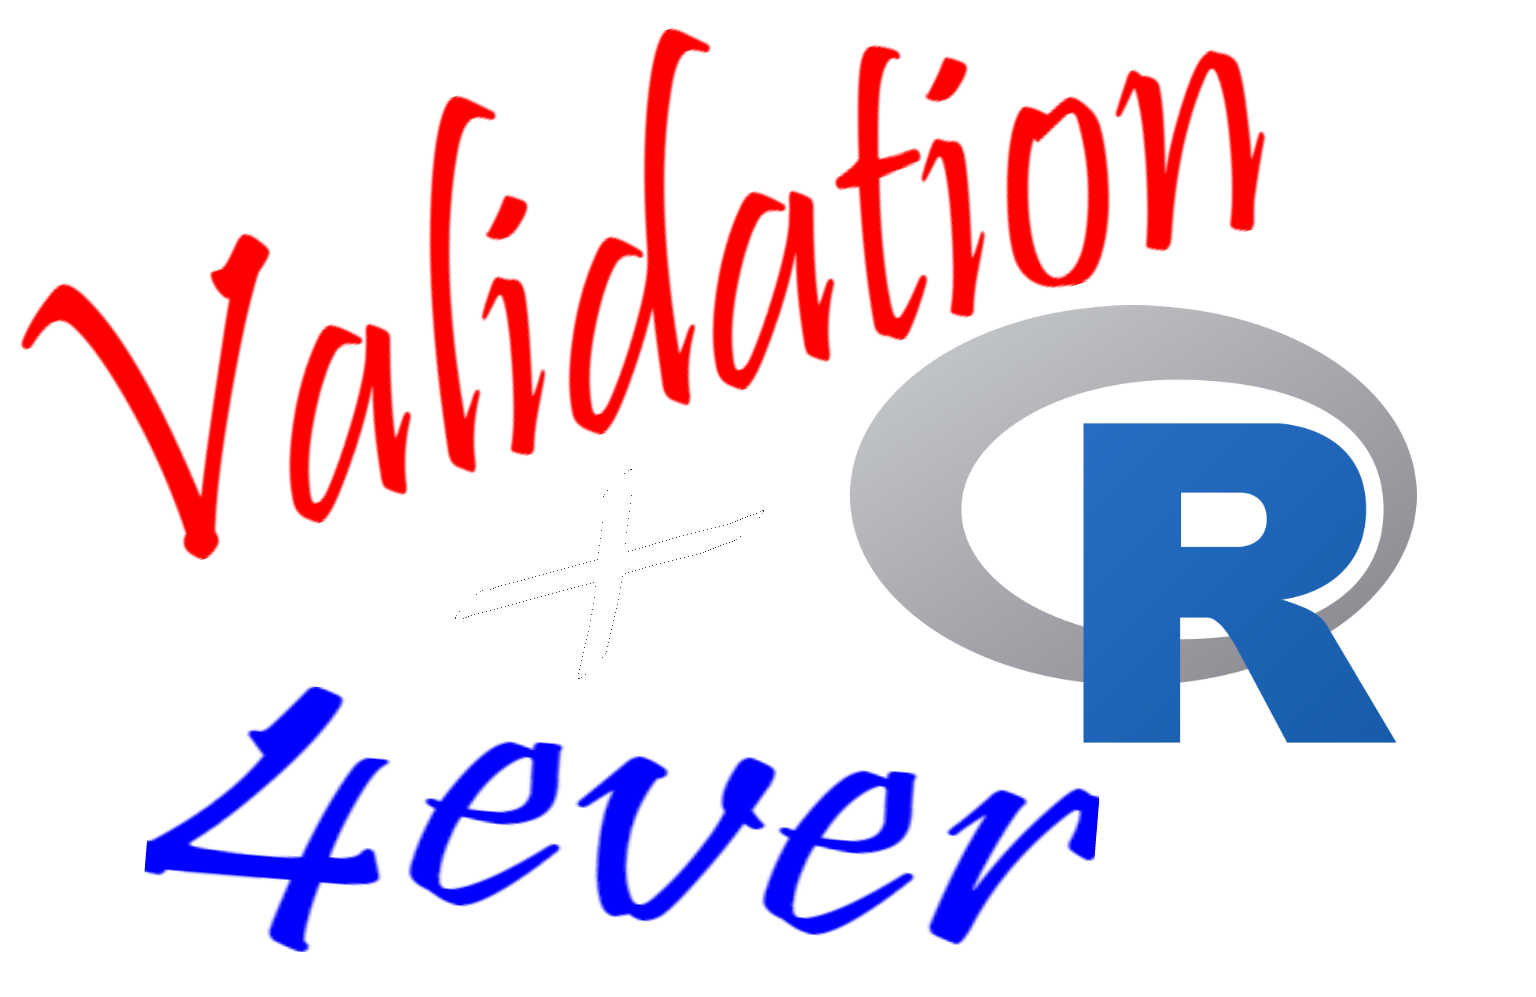 Validation
+ R
4ever